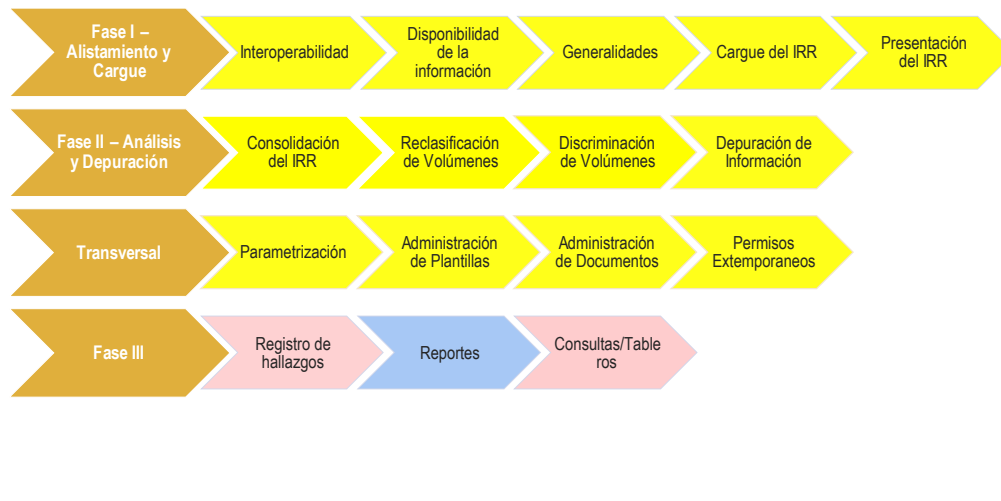 Fase I –
Alistamiento y
Cargue
Interoperabilidad
Disponibilidad
de la
información
Generalidades
Cargue del IRR
Presentación
del IRR
Fase II – Análisis
y Depuración
Consolidación
del IRR
Reclasificación
de Volúmenes
Discriminación
de Volúmenes
Depuración de
Información
Transversal
Parametrización
Administración
de Plantillas
Administración
de Documentos
Permisos
Extemporaneos
Fase III
Registro de
hallazgos
Reportes
Consultas/Table
ros